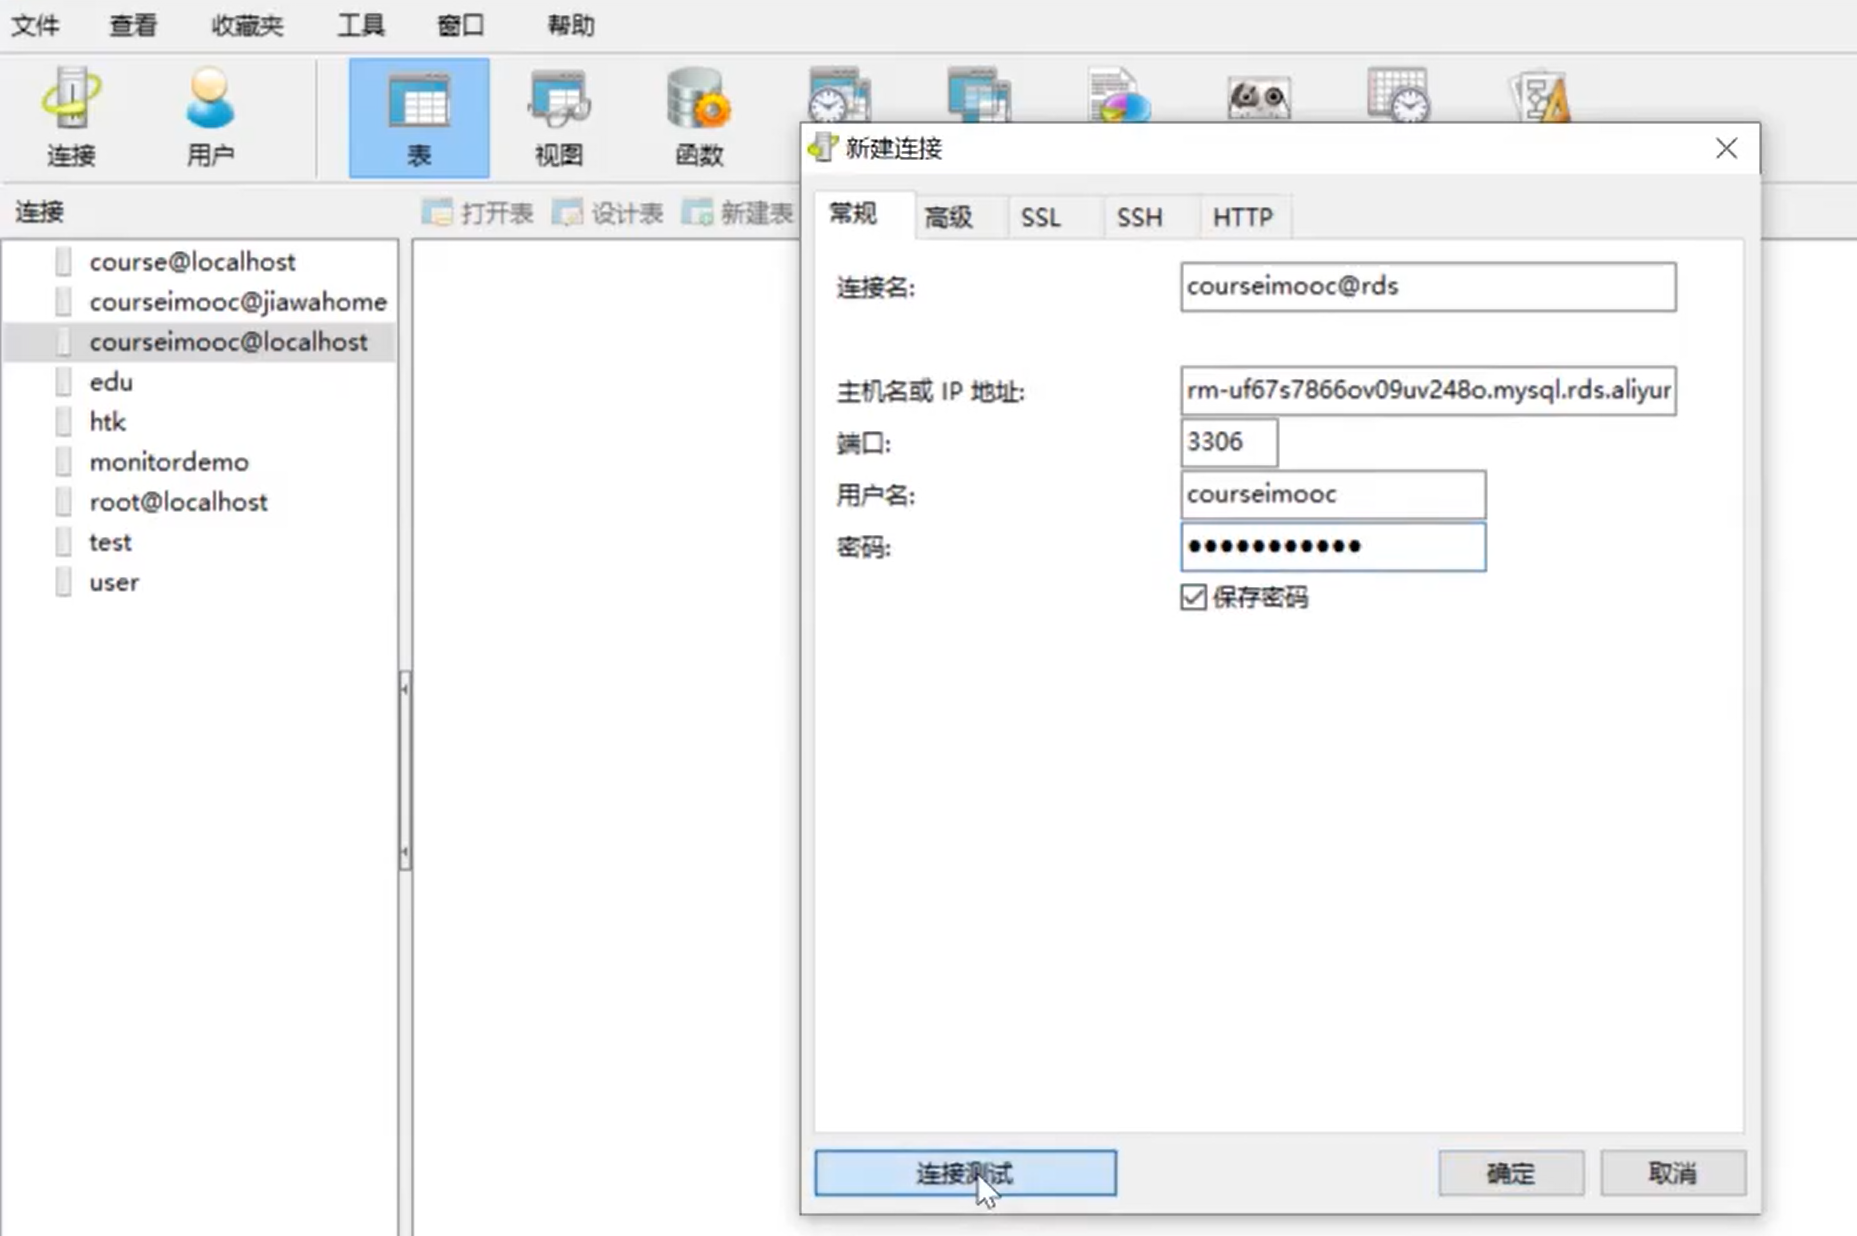 文件 查看 收藏夹 工具 窗口 帮助
连接 用户 表 视图 函数
连接
打开表 设计表 新建表
course@localhost
courseimooc@jiawahome
courseimooc@localhost
edu
htk
monitordemo
root@localhost
test
user
新建连接
常规 高级 SSL SSH HTTP
连接名: courseimooc@rds
主机名或 IP 地址: rm-uf67s7866ov09uv248o.mysql.rds.aliyur
端口: 3306
用户名: courseimooc
密码: ●●●●●●●●●●●
保存密码
连接测试 确定 取消